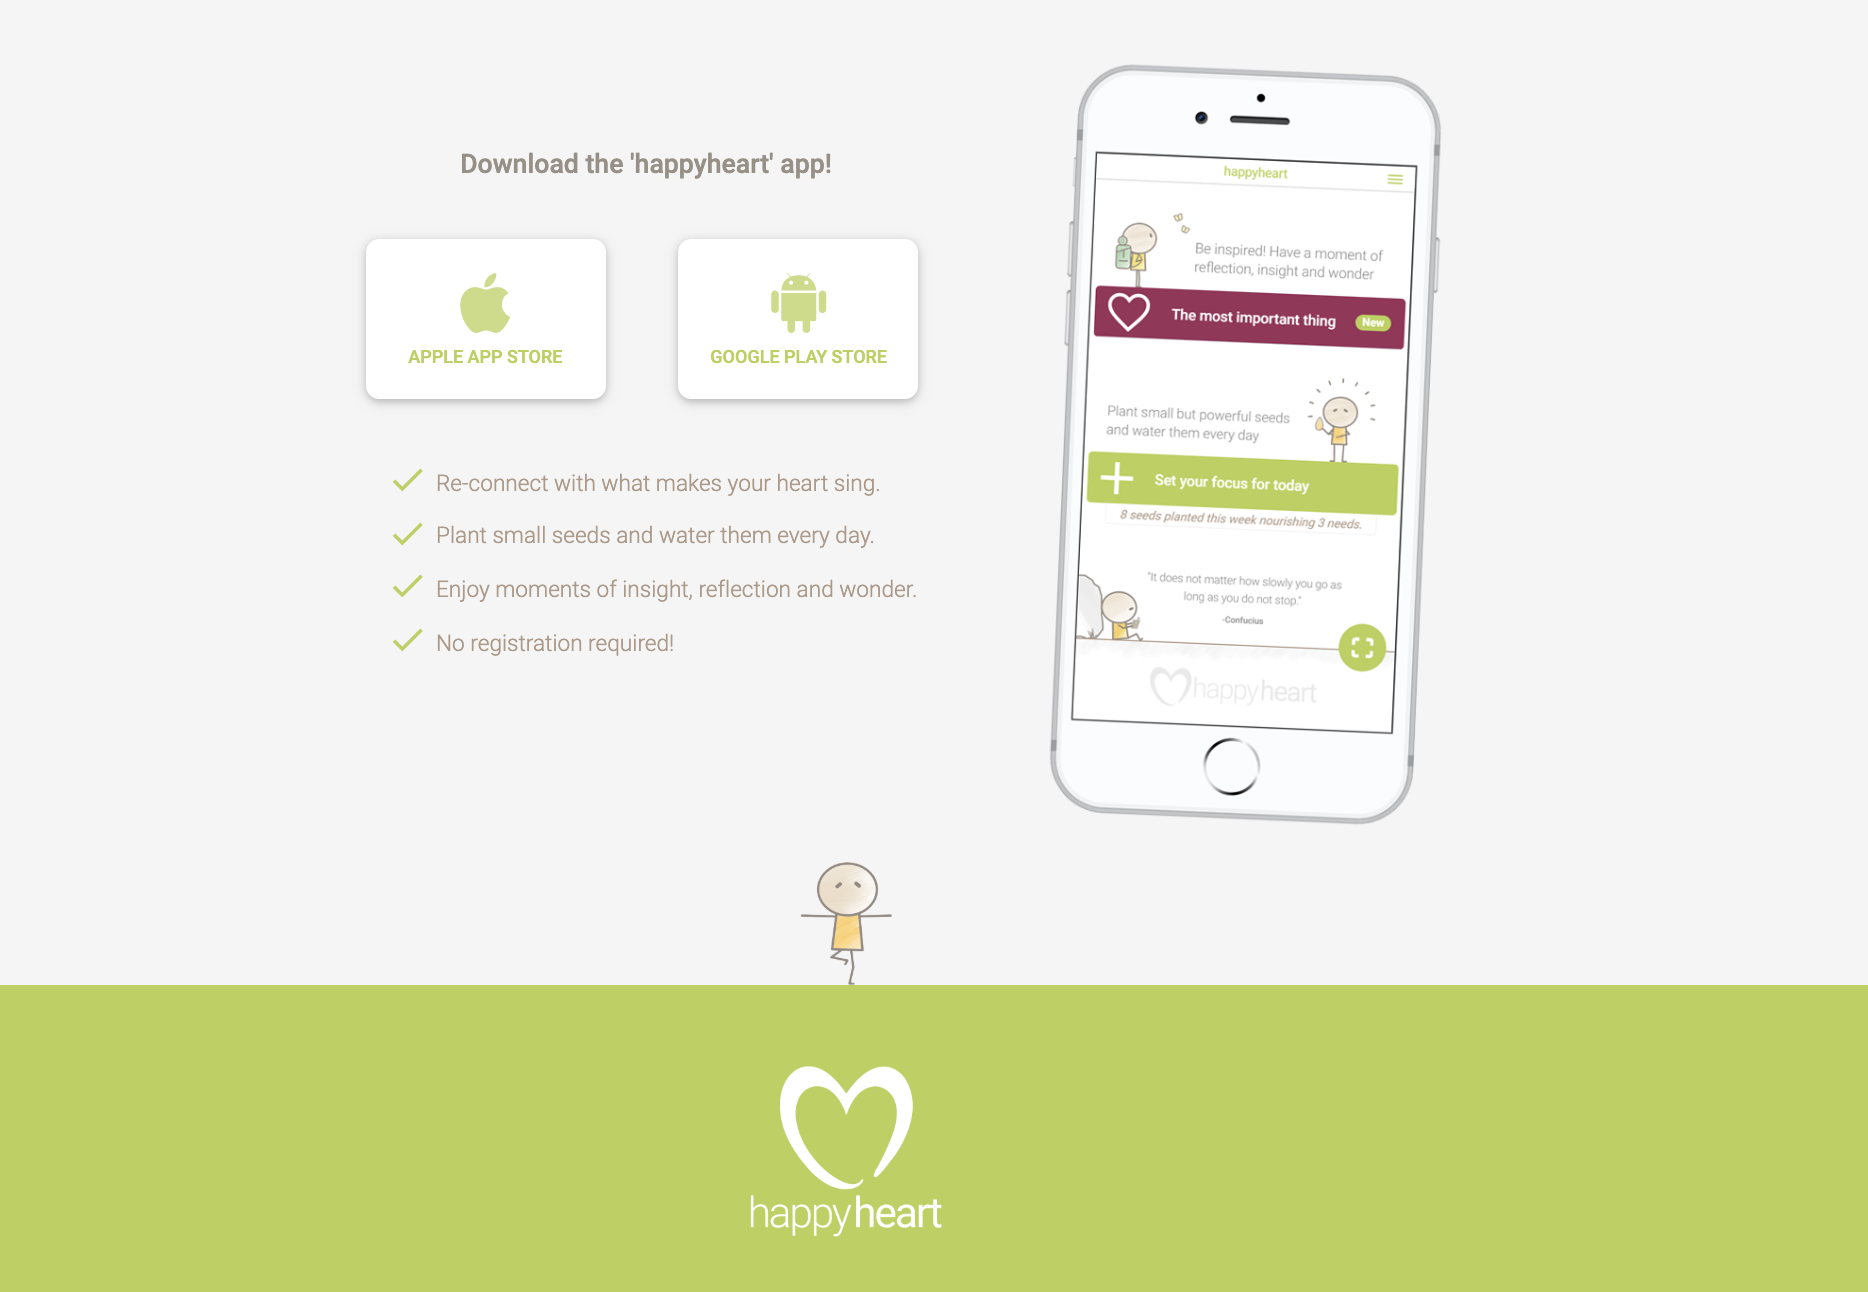 Download the 'happyheart' app!
APPLE APP STORE
GOOGLE PLAY STORE
Re-connect with what makes your heart sing.
Plant small seeds and water them every day.
Enjoy moments of insight, reflection and wonder.
No registration required!
happyheart
Be inspired! Have a moment of
reflection, insight and wonder
The most important thing
New
Plant small but powerful seeds
and water them every day
Set your focus for today
8 seeds planted this week nourishing 3 needs.
"It does not matter how slowly you go as
long as you do not stop."
-Confucius
happyheart
happyheart